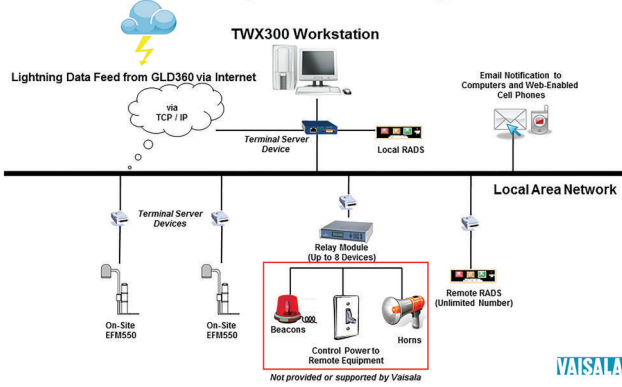 TWX300 Workstation
Lightning Data Feed from GLD360 via Internet
via
TCP / IP
Terminal Server
Device
Local RADS
Email Notification to
Computers and Web-Enabled
Cell Phones
Local Area Network
Terminal Server
Devices
On-Site
EFM550
On-Site
EFM550
Relay Module
(Up to 8 Devices)
Remote RADS
(Unlimited Number)
Beacons
Control Power to
Remote Equipment
Horns
Not provided or supported by Vaisala
VAISALA